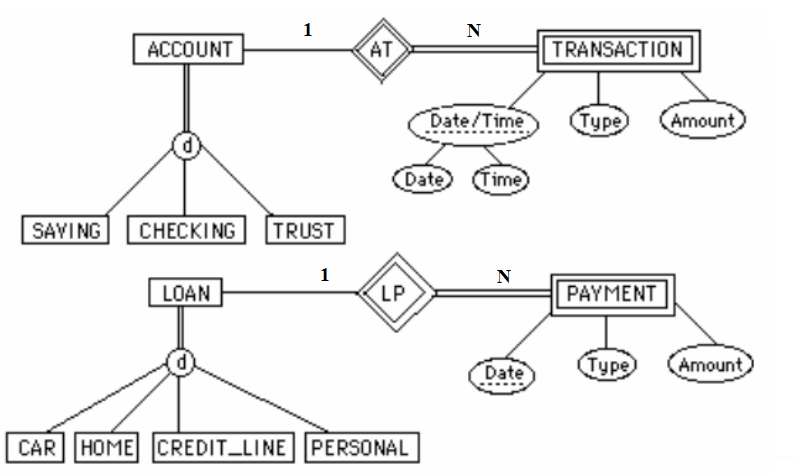 1
N
ACCOUNT
AT
TRANSACTION
Date/Time
Type
Amount
d
Date
Time
SAVING
CHECKING
TRUST
1
N
LOAN
LP
PAYMENT
d
Date
Type
Amount
CAR
HOME
CREDIT_LINE
PERSONAL